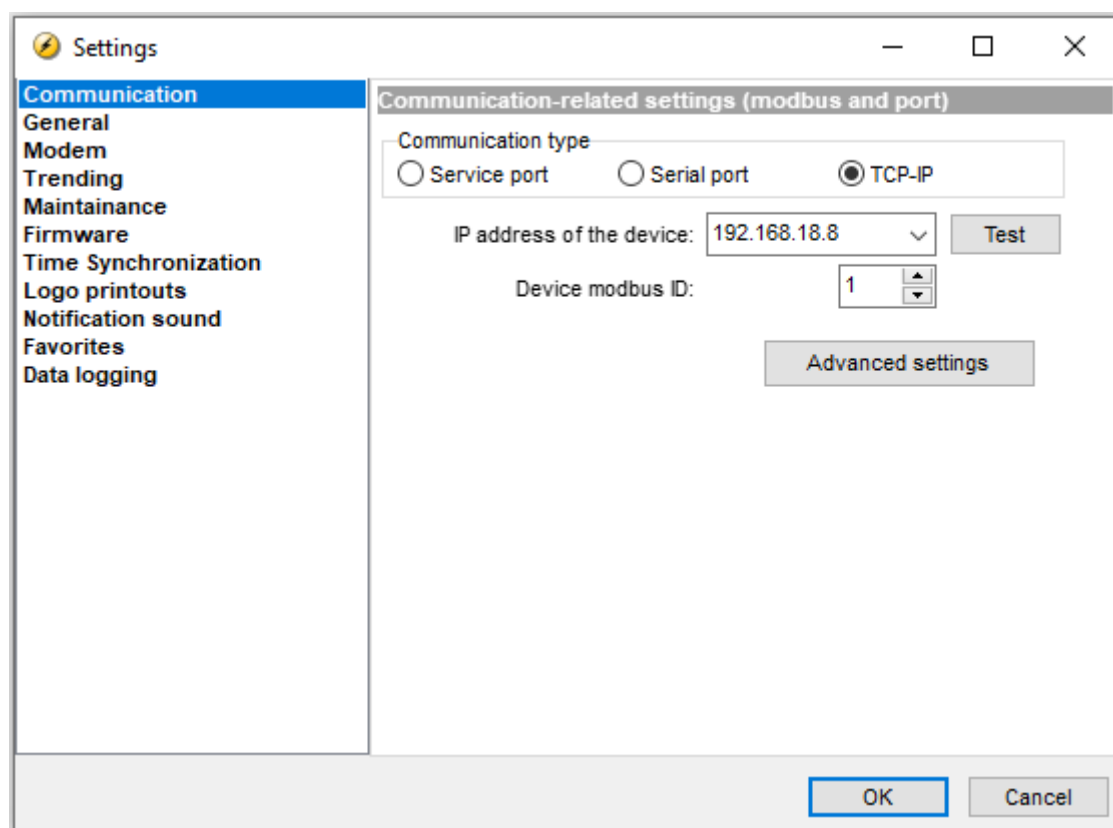 Settings
Communication
General
Modem
Trending
Maintainance
Firmware
Time Synchronization
Logo printouts
Notification sound
Favorites
Data logging
Communication-related settings (modbus and port)
Communication type
Service port Serial port TCP-IP
IP address of the device: 192.168.18.8 Test
Device modbus ID: 1
Advanced settings
OK Cancel